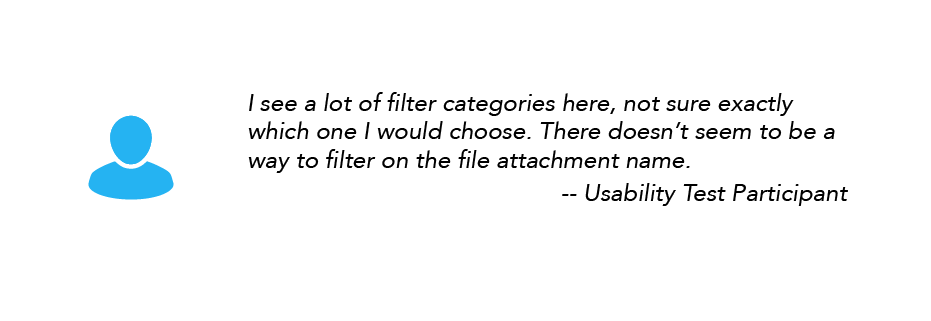 I see a lot of filter categories here, not sure exactly
which one I would choose. There doesn’t seem to be a
way to filter on the file attachment name.
-- Usability Test Participant